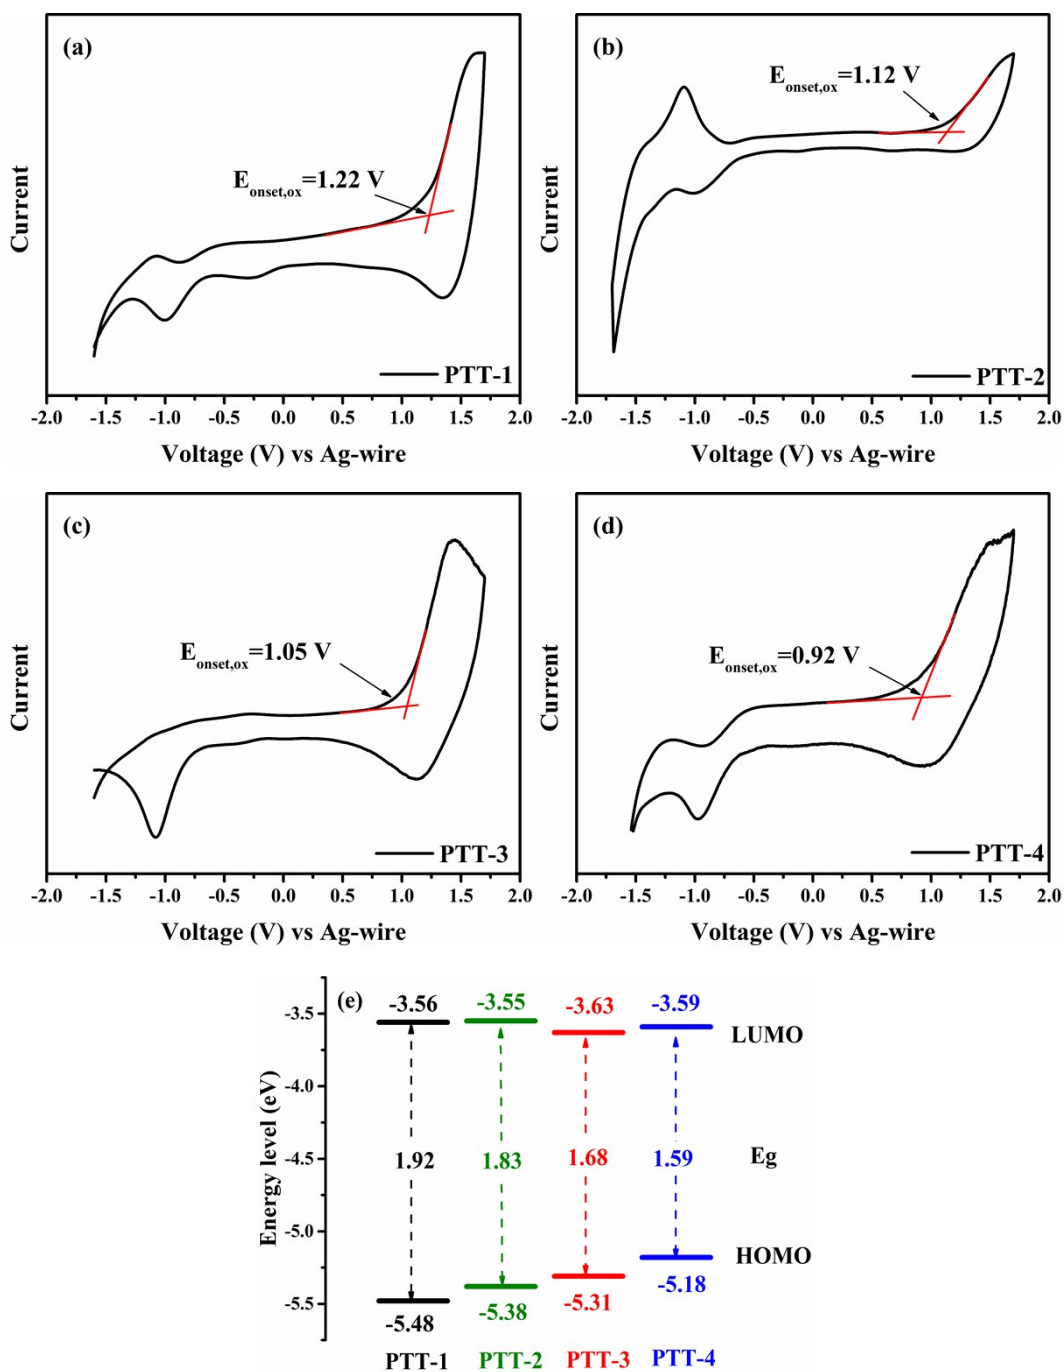 (a)
E_onset,ox=1.22 V
Current
PTT-1
-2.0 -1.5 -1.0 -0.5 0.0 0.5 1.0 1.5 2.0
Voltage (V) vs Ag-wire
(b)
E_onset,ox=1.12 V
Current
PTT-2
-2.0 -1.5 -1.0 -0.5 0.0 0.5 1.0 1.5 2.0
Voltage (V) vs Ag-wire
(c)
E_onset,ox=1.05 V
Current
PTT-3
-2.0 -1.5 -1.0 -0.5 0.0 0.5 1.0 1.5 2.0
Voltage (V) vs Ag-wire
(d)
E_onset,ox=0.92 V
Current
PTT-4
-2.0 -1.5 -1.0 -0.5 0.0 0.5 1.0 1.5 2.0
Voltage (V) vs Ag-wire
(e)
Energy level (eV)
-3.5
-4.0
-4.5
-5.0
-5.5
-3.56 -3.55 -3.63 -3.59
LUMO
1.92 1.83 1.68 1.59 Eg
HOMO
-5.48 -5.38 -5.31 -5.18
PTT-1 PTT-2 PTT-3 PTT-4